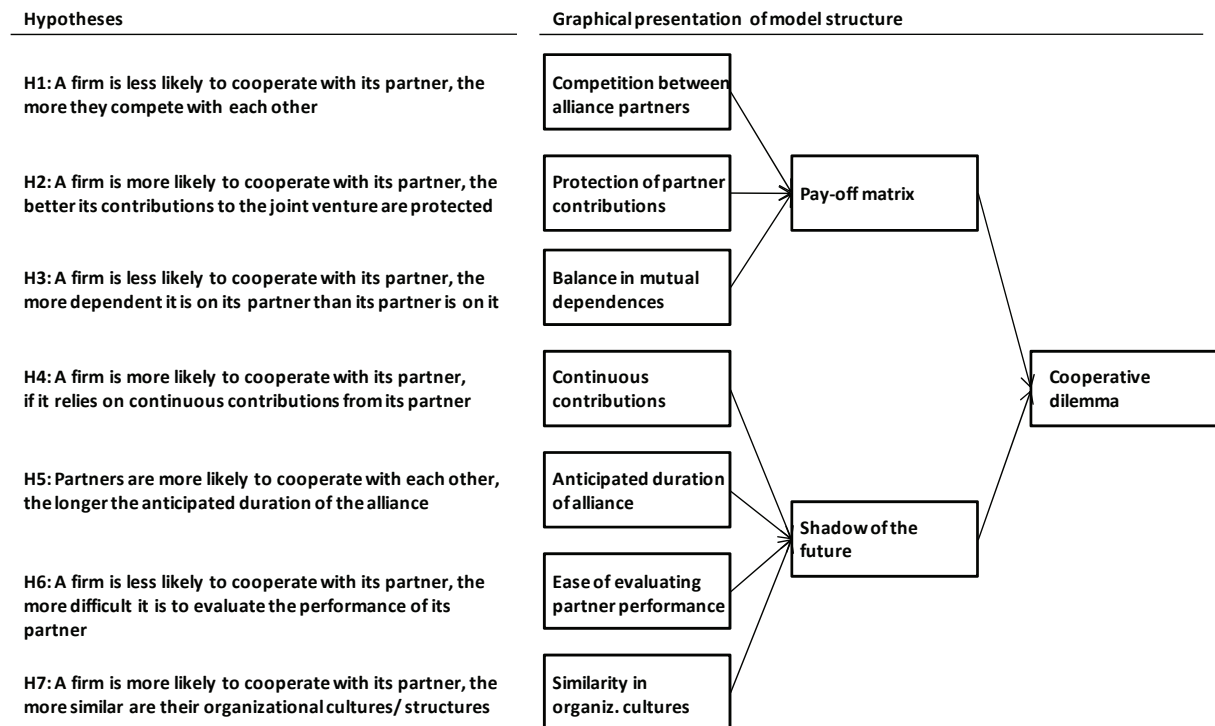 Hypotheses
Graphical presentation of model structure
H1: A firm is less likely to cooperate with its partner, the
more they compete with each other
Competition between
alliance partners
H2: A firm is more likely to cooperate with its partner, the
better its contributions to the joint venture are protected
Protection of partner
contributions
Pay-off matrix
H3: A firm is less likely to cooperate with its partner, the
more dependent it is on its partner than its partner is on it
Balance in mutual
dependences
H4: A firm is more likely to cooperate with its partner,
if it relies on continuous contributions from its partner
Continuous
contributions
Cooperative
dilemma
H5: Partners are more likely to cooperate with each other,
the longer the anticipated duration of the alliance
Anticipated duration
of alliance
Shadow of the
future
H6: A firm is less likely to cooperate with its partner, the
more difficult it is to evaluate the performance of its
partner
Ease of evaluating
partner performance
H7: A firm is more likely to cooperate with its partner, the
more similar are their organizational cultures/ structures
Similarity in
organiz. cultures